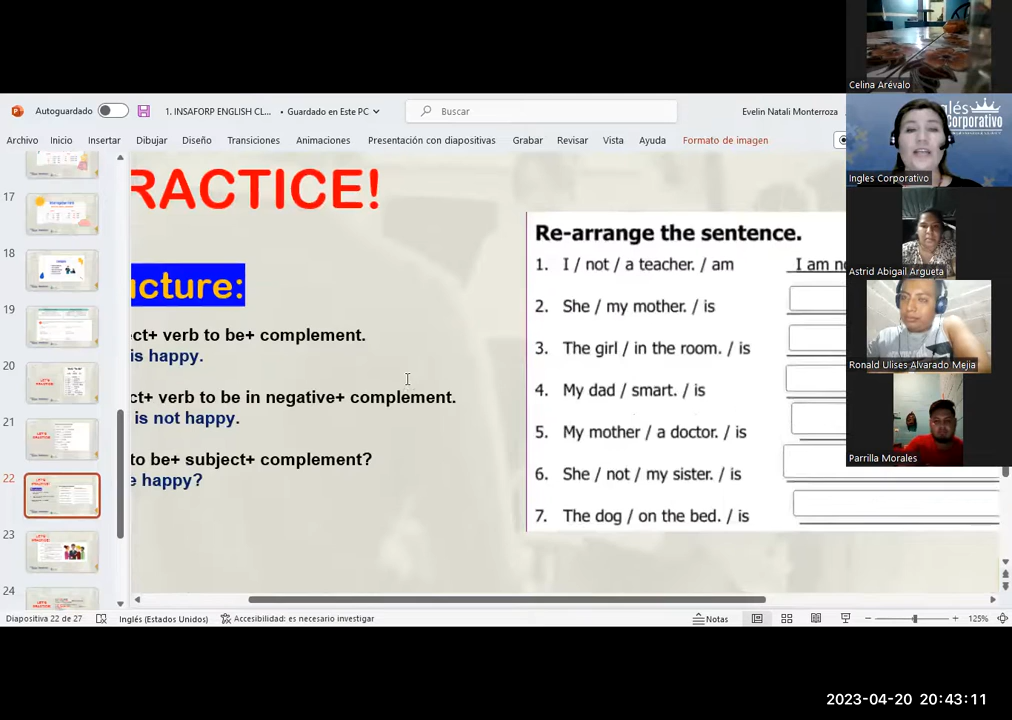 Autoguardado
1. INSAFORP ENGLISH CL... • Guardado en Este PC
Buscar
Evelin Natali Monterroza
Archivo Inicio Insertar Dibujar Diseño Transiciones Animaciones Presentación con diapositivas Grabar Revisar Vista Ayuda Formato de imagen
17
18
19
20
21
22
23
24
RACTICE!
ucture:
ct+ verb to be+ complement.
is happy.
ct+ verb to be in negative+ complement.
is not happy.
to be+ subject+ complement?
e happy?
Re-arrange the sentence.
1. I / not / a teacher. / am I am no
2. She / my mother. / is
3. The girl / in the room. / is
4. My dad / smart. / is
5. My mother / a doctor. / is
6. She / not / my sister. / is
7. The dog / on the bed. / is
Celina Arévalo
Ingles Corporativo
Astrid Abigail Argueta
Ronald Ulises Alvarado Mejia
Parrilla Morales
Diapositiva 22 de 27 Inglés (Estados Unidos) Accesibilidad: es necesario investigar Notas 125%
2023-04-20 20:43:11